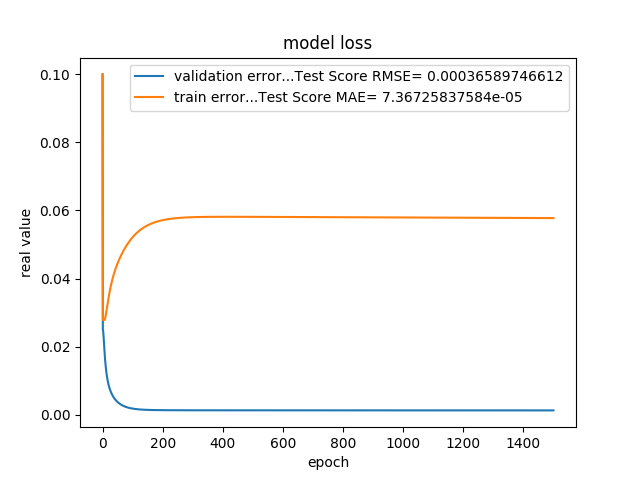 model loss
validation error...Test Score RMSE= 0.00036589746612
train error...Test Score MAE= 7.36725837584e-05
real value
0.10
0.08
0.06
0.04
0.02
0.00
0 200 400 600 800 1000 1200 1400
epoch